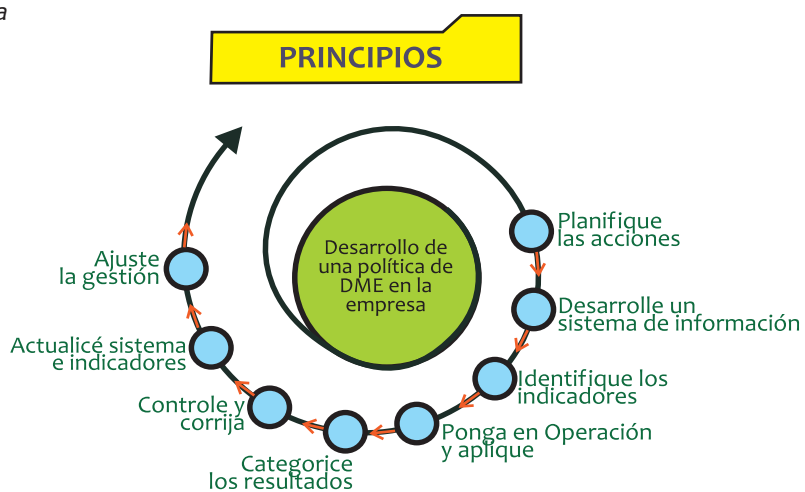 a
PRINCIPIOS
Desarrollo de
una política de
DME en la
empresa
Planifique
las acciones
Desarrolle un
sistema de información
Identifique los
indicadores
Ponga en Operación
y aplique
Categorice
los resultados
Controle y
corrija
Actualicé sistema
e indicadores
Ajuste
la gestión